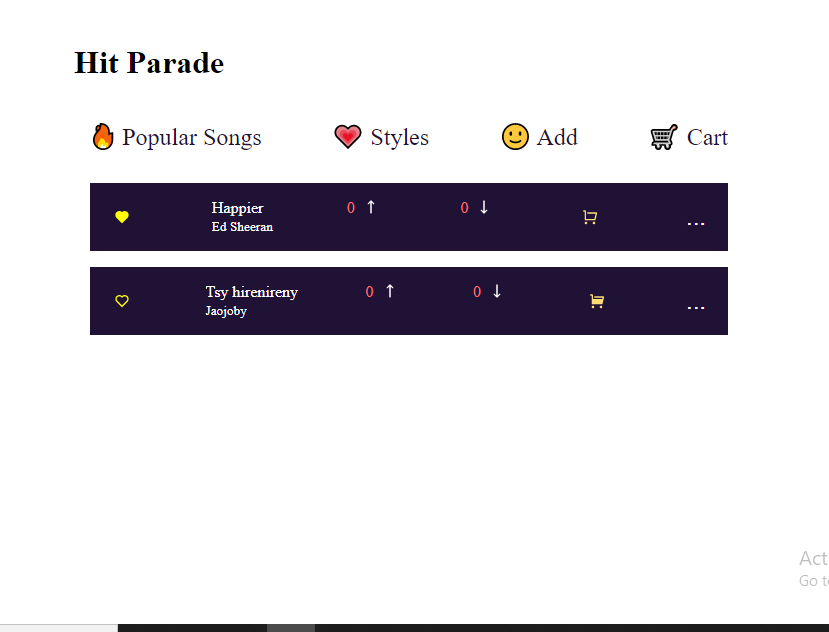 Hit Parade
Popular Songs Styles Add Cart
Happier 0 ↑ 0 ↓ ...
Ed Sheeran
Tsy hirenireny 0 ↑ 0 ↓ ...
Jaojoby
Act
Go to